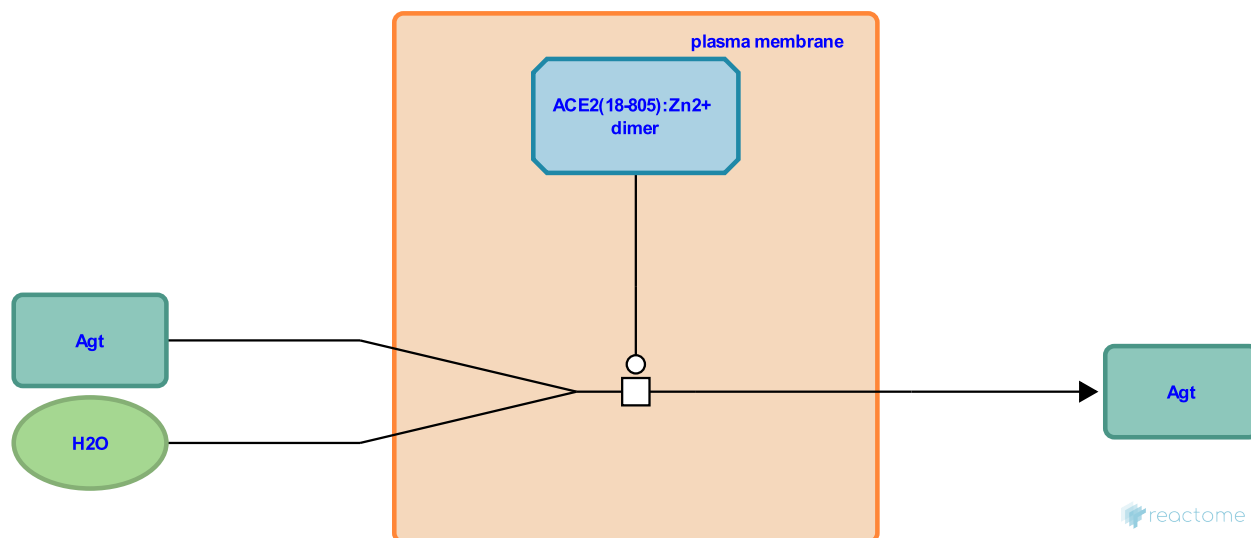 plasma membrane
ACE2(18-805):Zn2+
dimer
Agt
H2O
Agt
reactome